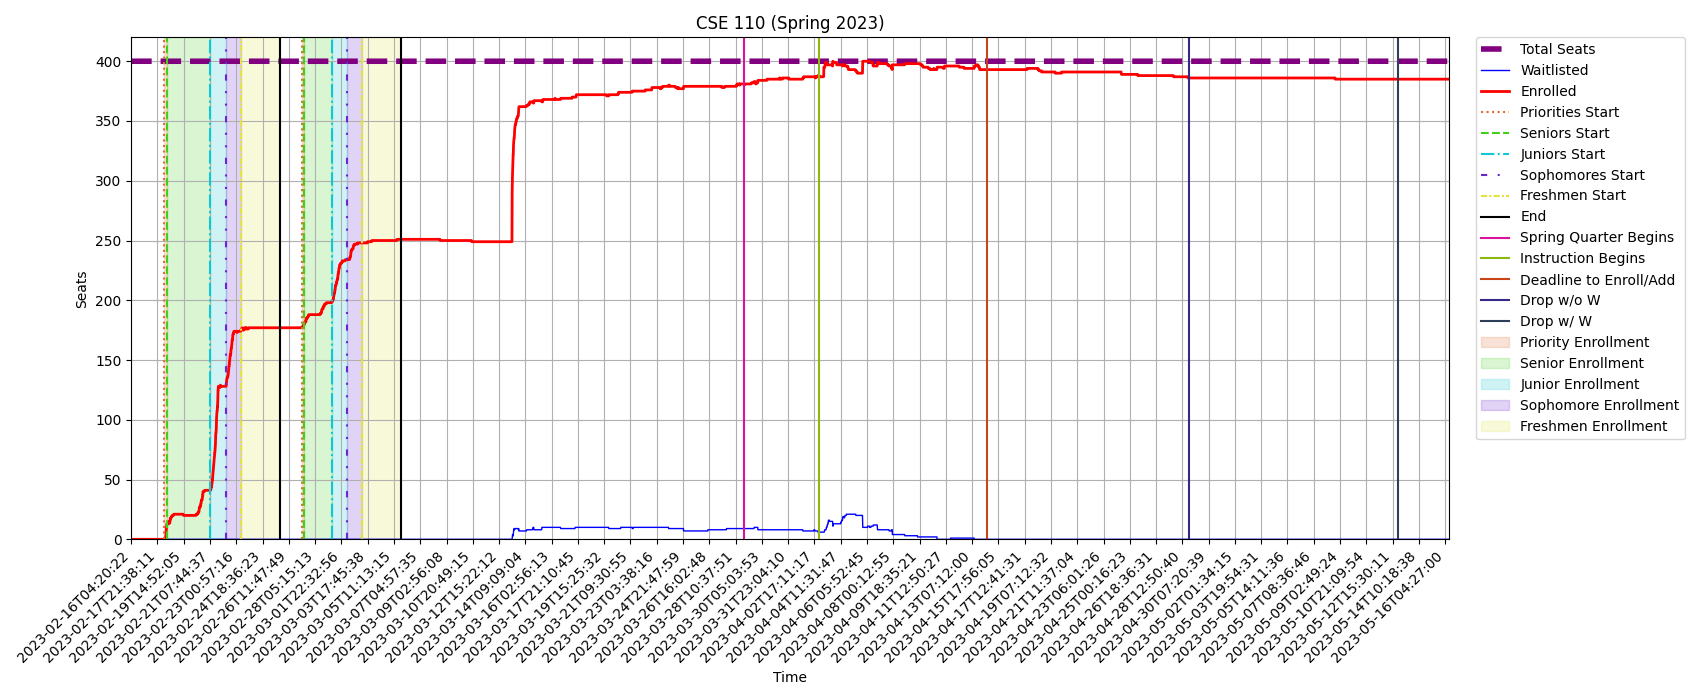 CSE 110 (Spring 2023)
Seats
400
350
300
250
200
150
100
50
0
2023-02-16T04:20:22
2023-02-17T21:38:11
2023-02-19T14:52:05
2023-02-21T07:44:37
2023-02-23T00:57:16
2023-02-24T18:36:23
2023-02-26T11:47:49
2023-02-28T05:15:13
2023-03-01T22:32:56
2023-03-03T17:45:38
2023-03-05T11:13:15
2023-03-07T04:57:35
2023-03-09T02:56:08
2023-03-10T20:49:15
2023-03-12T15:22:12
2023-03-14T09:09:04
2023-03-16T02:56:13
2023-03-17T21:10:45
2023-03-19T15:25:32
2023-03-21T09:30:55
2023-03-23T03:38:16
2023-03-24T21:47:59
2023-03-26T16:02:48
2023-03-28T10:37:51
2023-03-30T05:03:53
2023-03-31T23:04:10
2023-04-02T17:11:17
2023-04-04T11:31:47
2023-04-06T05:52:45
2023-04-08T00:12:55
2023-04-09T18:35:21
2023-04-11T12:50:27
2023-04-13T07:12:00
2023-04-15T17:56:05
2023-04-17T12:41:31
2023-04-19T07:12:32
2023-04-21T11:37:04
2023-04-23T06:01:26
2023-04-25T00:16:23
2023-04-26T18:36:31
2023-04-28T12:50:40
2023-04-30T07:20:39
2023-05-02T01:34:15
2023-05-03T19:54:31
2023-05-05T14:11:36
2023-05-07T08:36:46
2023-05-10T02:49:24
2023-05-10T21:09:54
2023-05-12T15:30:11
2023-05-14T10:18:38
2023-05-16T04:27:00
Time
Total Seats
Waitlisted
Enrolled
Priorities Start
Seniors Start
Juniors Start
Sophomores Start
Freshmen Start
End
Spring Quarter Begins
Instruction Begins
Deadline to Enroll/Add
Drop w/o W
Drop w/ W
Priority Enrollment
Senior Enrollment
Junior Enrollment
Sophomore Enrollment
Freshmen Enrollment